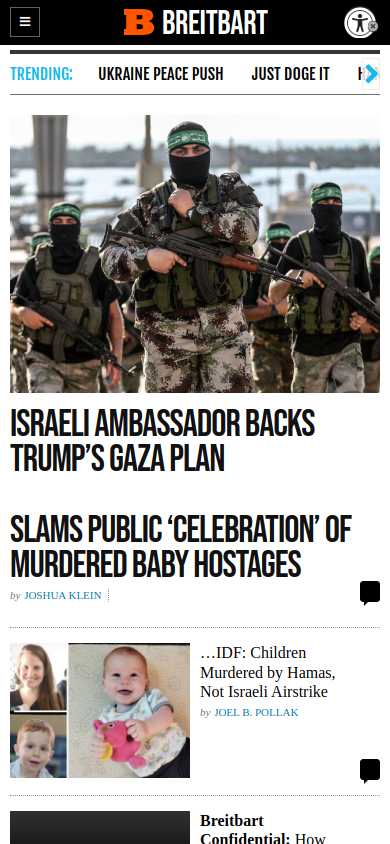 B BREITBART
TRENDING:
UKRAINE PEACE PUSH
JUST DOGE IT
ISRAELI AMBASSADOR BACKS
TRUMP’S GAZA PLAN
SLAMS PUBLIC ‘CELEBRATION’ OF
MURDERED BABY HOSTAGES
by JOSHUA KLEIN
…IDF: Children
Murdered by Hamas,
Not Israeli Airstrike
by JOEL B. POLLAK
Breitbart
Confidential: How